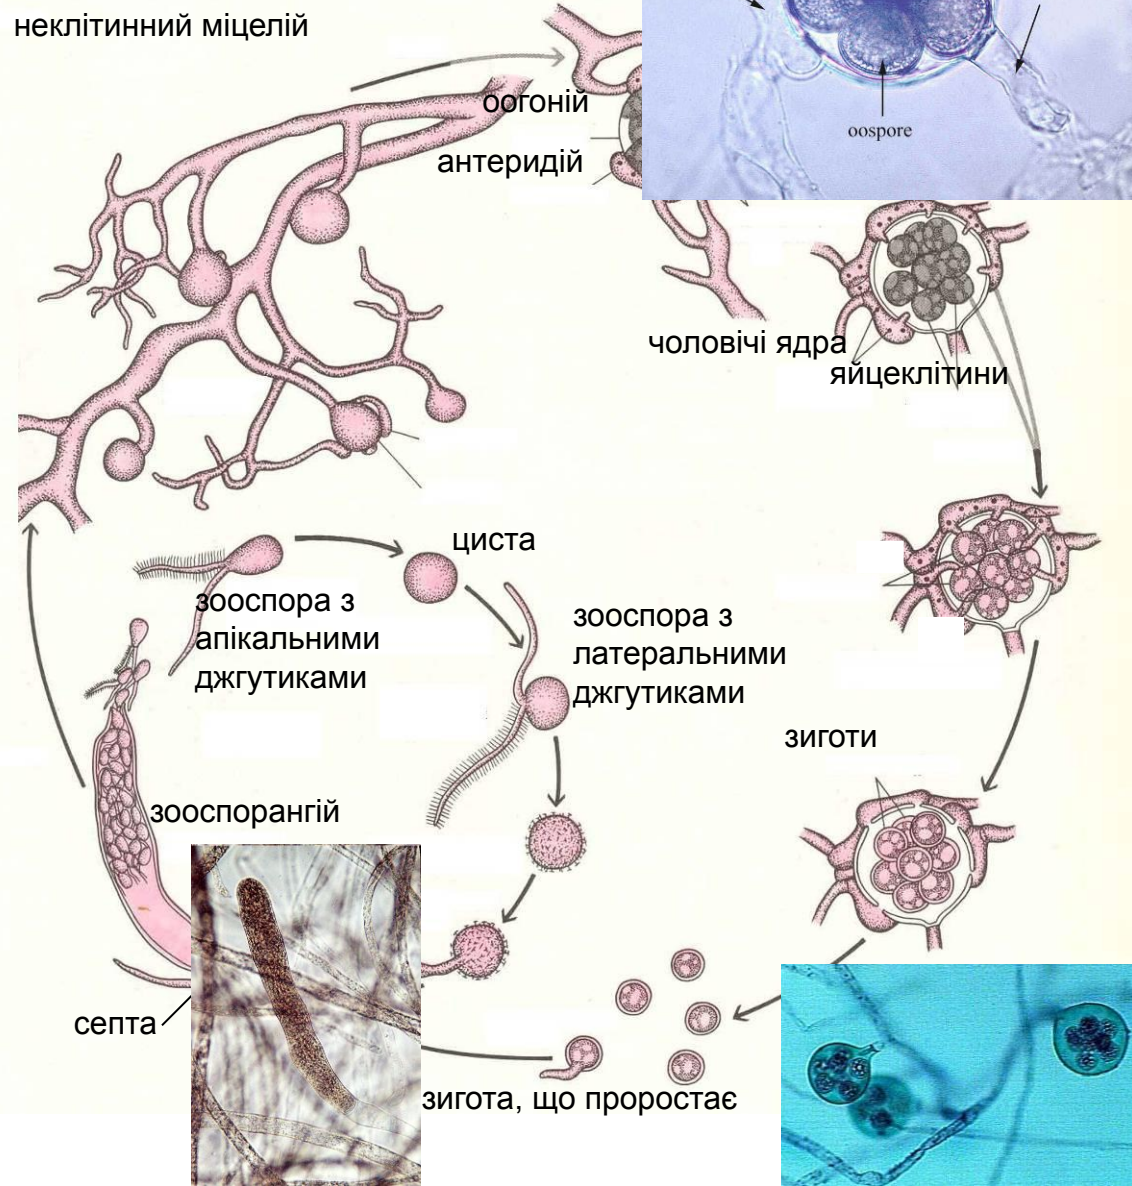 неклітинний міцелій
оогоній
антеридій
oospore
чоловічі ядра
яйцеклітини
циста
зооспора з
апікальними
джгутиками
зооспора з
латеральними
джгутиками
зиготи
зооспорангій
септа
зигота, що проростає